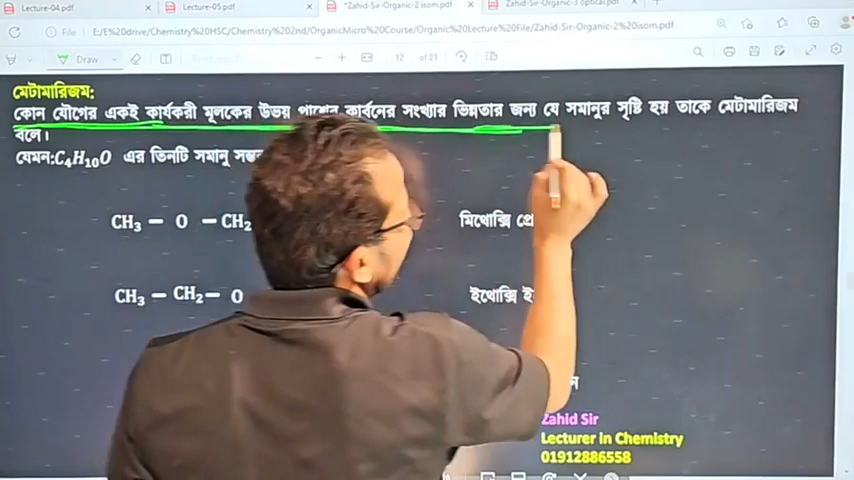 Lecture-04.pdf
Lecture-05.pdf
*Zahid-Sir-Organic-2 isom.pdf
Zahid-Sir-Organic-3 optical.pdf
File
E:/E%20drive/Chemistry%20HSC/Chemistry%202nd/Organic%20Chemistry%20Course/Organic%20Lecture%20File/Zahid-Sir-Organic-2%20isom.pdf
Draw
12 of 21
মেটামারিজম:
কোন যৌগের একই কার্যকরী মূলকের উভয় পাশের কার্বনের সংখ্যার ভিন্নতার জন্য যে সমানুর সৃষ্টি হয় তাকে মেটামারিজম
বলে।
যেমন:C₄H₁₀O এর তিনটি সমানু
CH₃ − O − CH₂ মিথোক্সি
CH₃ − CH₂− O ইথোক্সি
Zahid Sir
Lecturer in Chemistry
01912886558